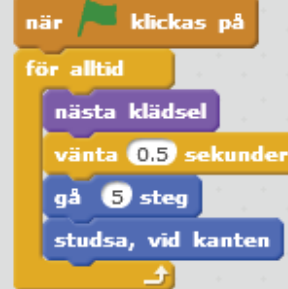 när klickas på
för alltid
nästa klädsel
vänta 0.5 sekunder
gå 5 steg
studsa, vid kanten